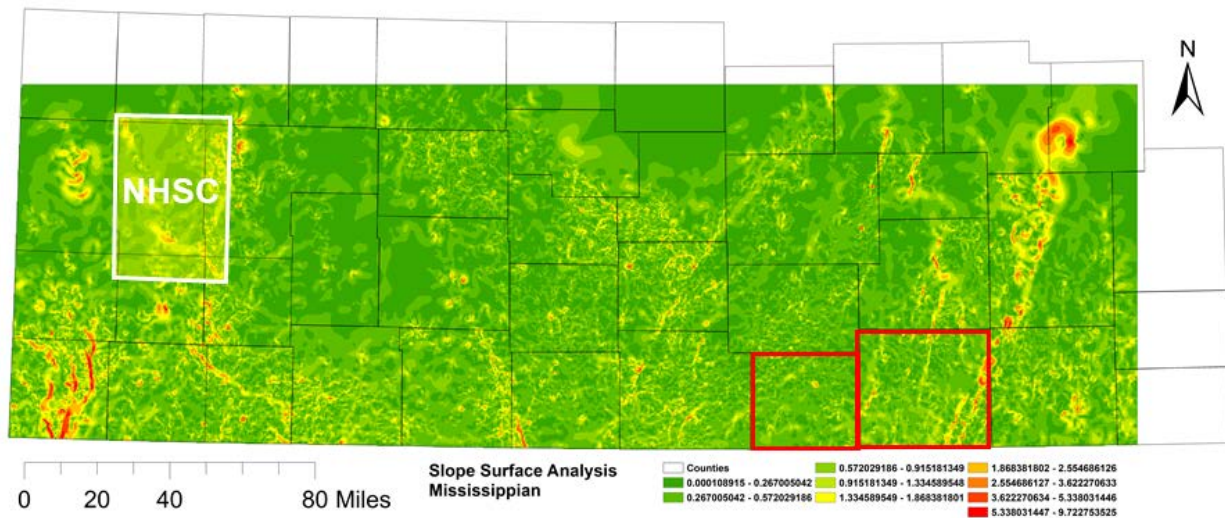 N
NHSC
0 20 40 80 Miles
Slope Surface Analysis
Mississippian
Counties
0.000108915 - 0.267005042
0.267005042 - 0.572029186
0.572029186 - 0.915181349
0.915181349 - 1.334589548
1.334589549 - 1.868381801
1.868381802 - 2.554686126
2.554686127 - 3.622270633
3.622270634 - 5.338031446
5.338031447 - 9.722753525